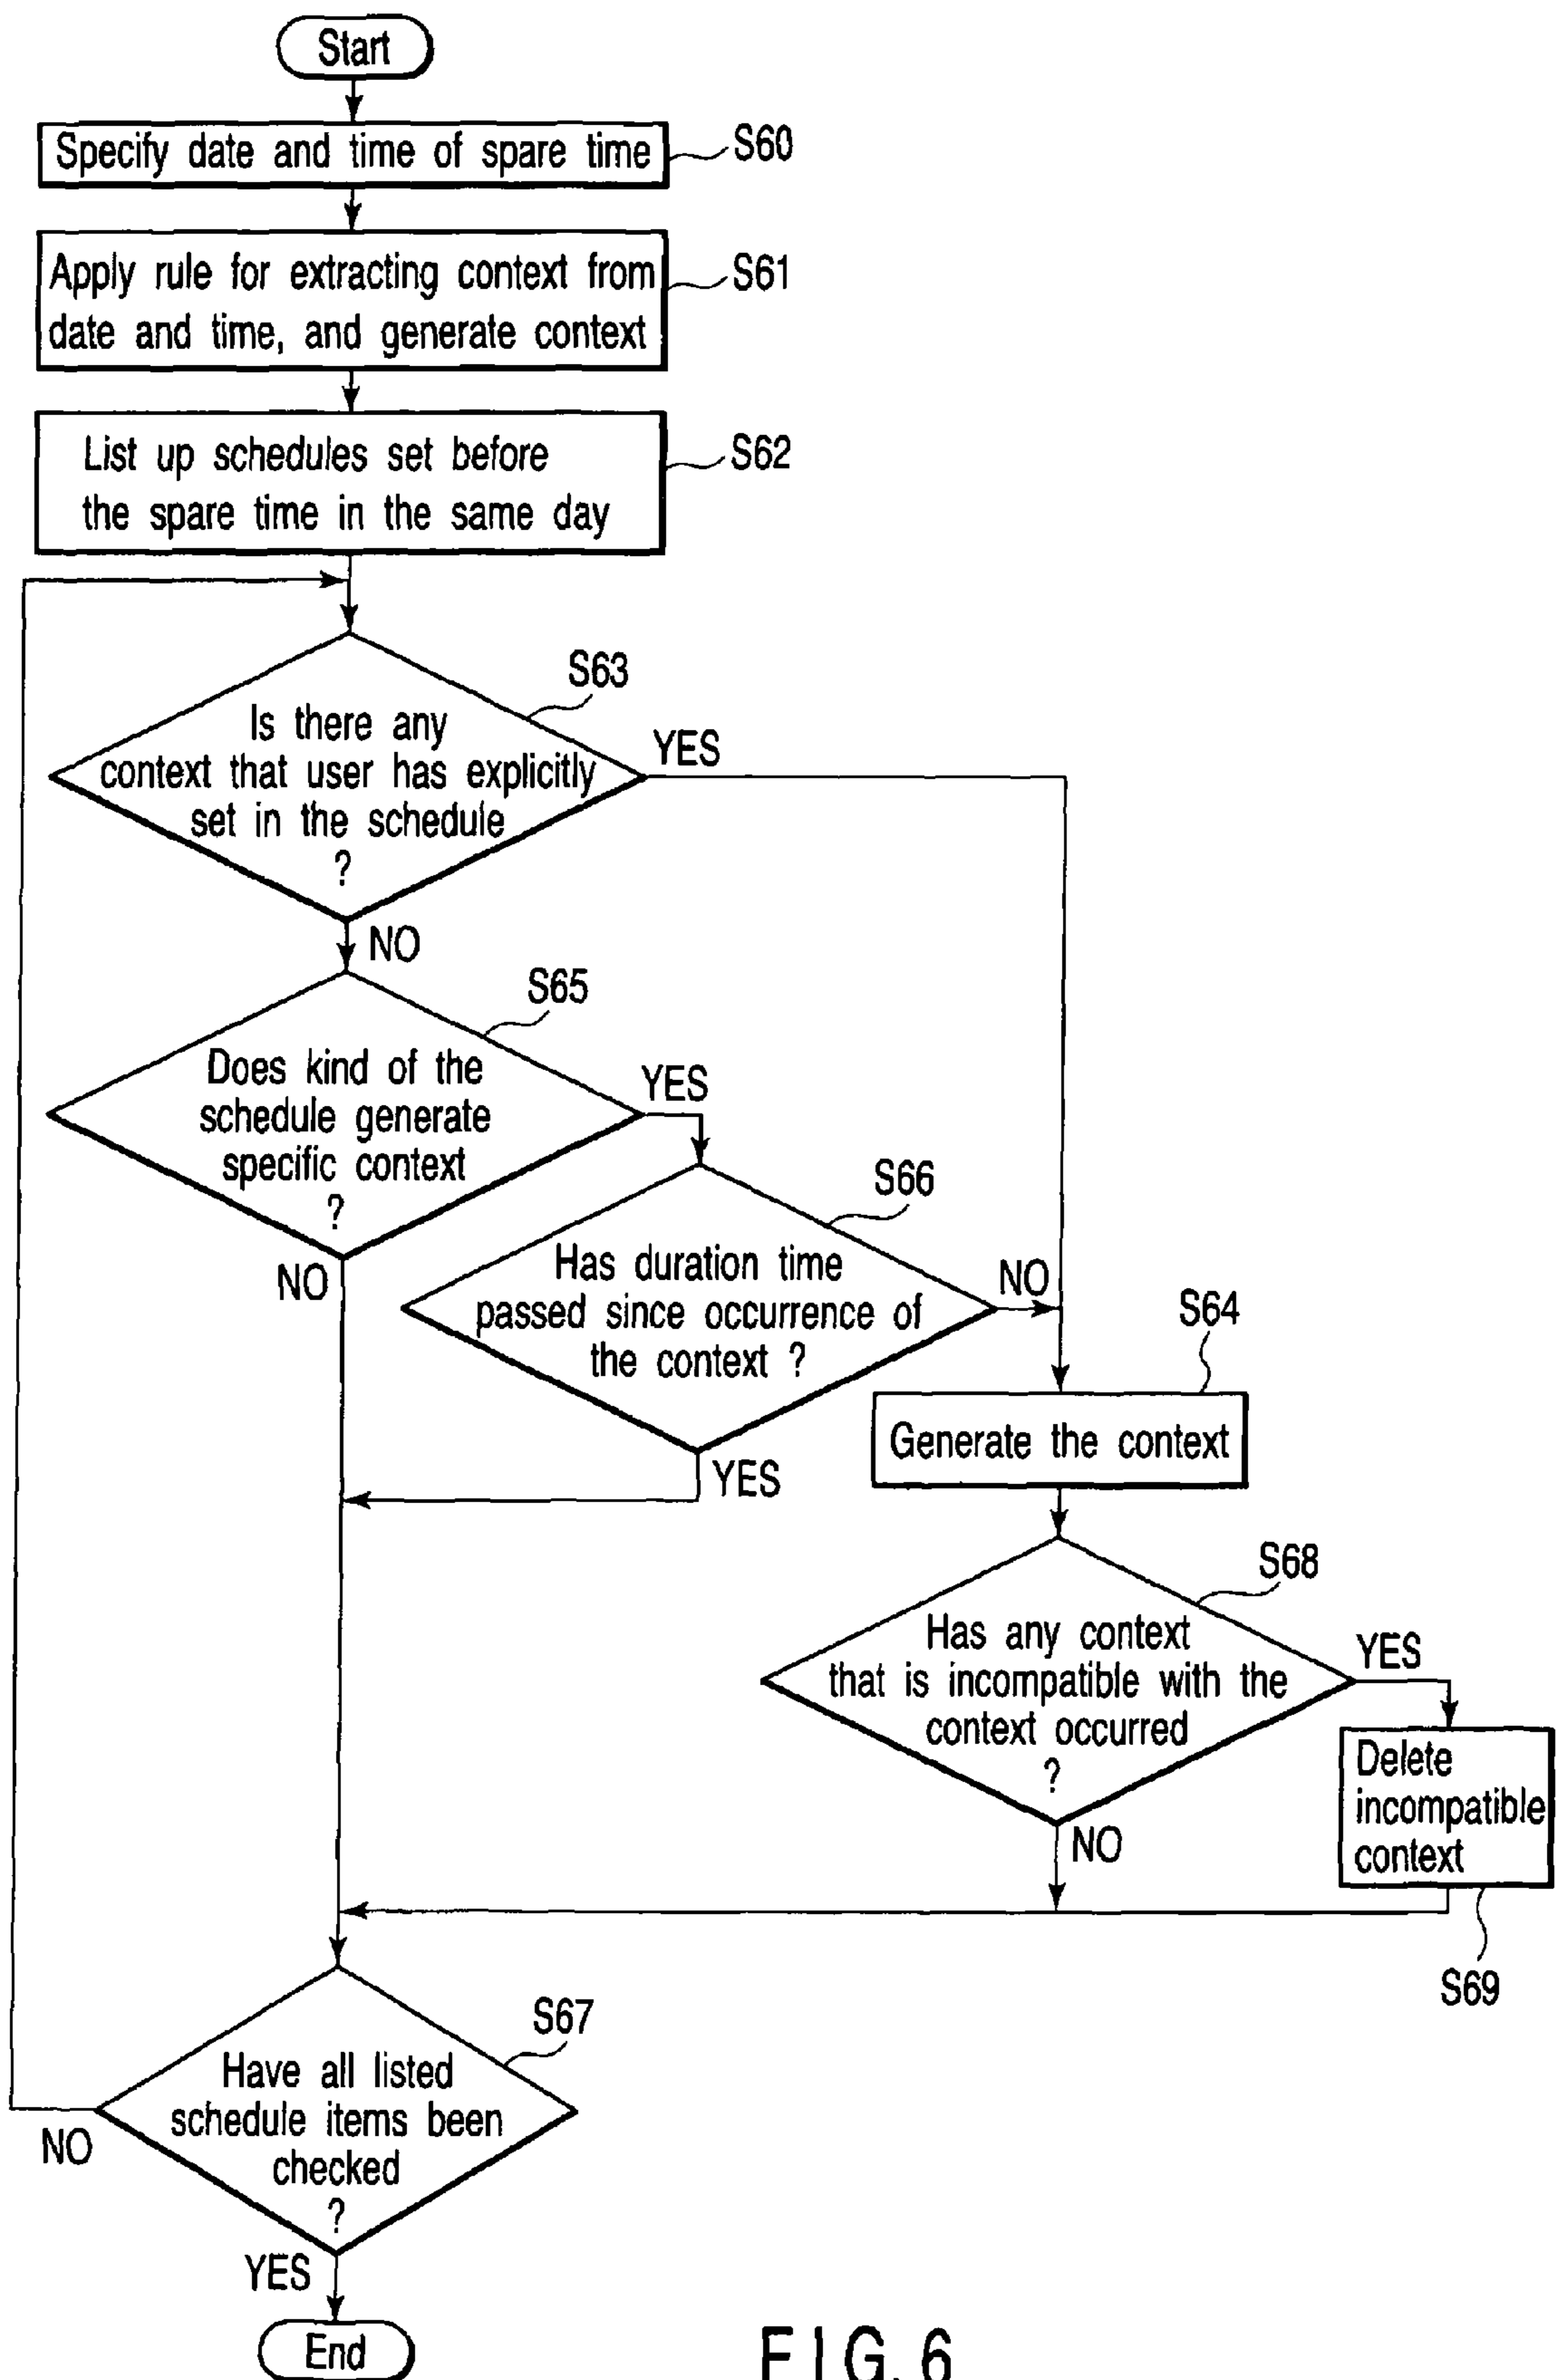 Start
Specify date and time of spare time
S60
Apply rule for extracting context from
date and time, and generate context
S61
List up schedules set before
the spare time in the same day
S62
S63
Is there any
context that user has explicitly
set in the schedule
?
YES
NO
S65
Does kind of the
schedule generate
specific context
?
YES
NO
S66
Has duration time
passed since occurrence of
the context ?
NO
YES
S64
Generate the context
S68
Has any context
that is incompatible with the
context occurred
?
YES
NO
Delete
incompatible
context
S69
S67
Have all listed
schedule items been
checked
?
NO
YES
End
FIG. 6